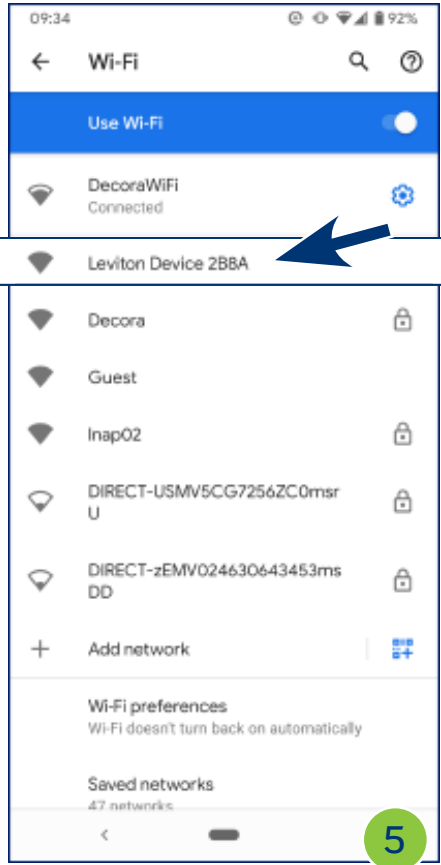 09:34 92%
Wi-Fi
Use Wi-Fi
DecoraWiFi
Connected
Leviton Device 2B8A
Decora
Guest
lnap02
DIRECT-USMV5CG7256ZC0msr
U
DIRECT-zEMV024630643453ms
DD
Add network
Wi-Fi preferences
Wi-Fi doesn't turn back on automatically
Saved networks
47 networks
5